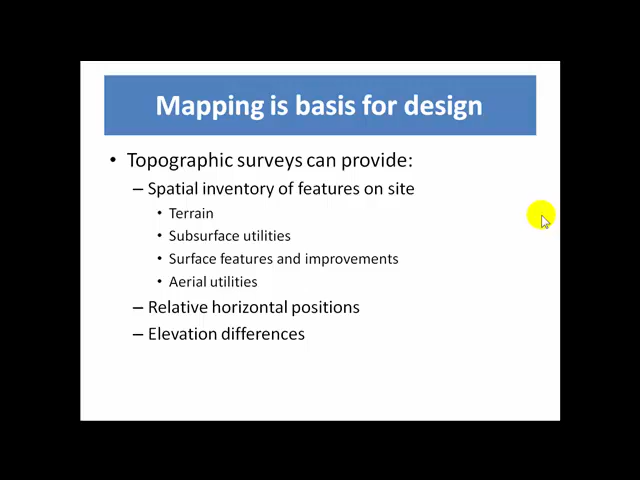 Mapping is basis for design
• Topographic surveys can provide:
– Spatial inventory of features on site
• Terrain
• Subsurface utilities
• Surface features and improvements
• Aerial utilities
– Relative horizontal positions
– Elevation differences